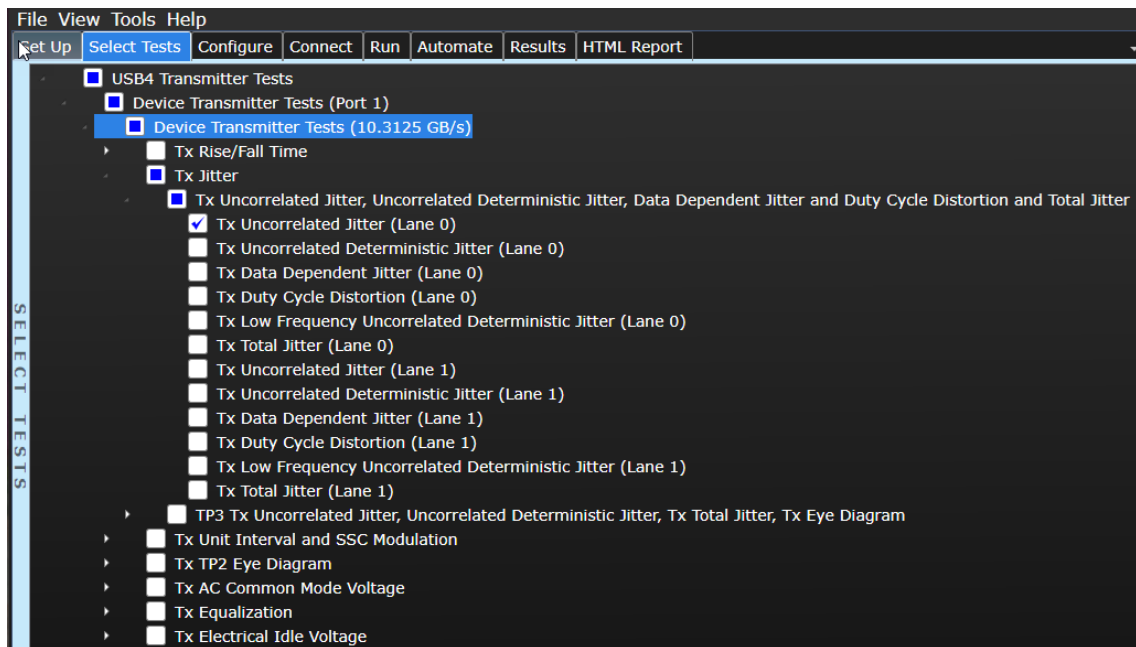 File View Tools Help
Set Up Select Tests Configure Connect Run Automate Results HTML Report
USB4 Transmitter Tests
Device Transmitter Tests (Port 1)
Device Transmitter Tests (10.3125 GB/s)
Tx Rise/Fall Time
Tx Jitter
Tx Uncorrelated Jitter, Uncorrelated Deterministic Jitter, Data Dependent Jitter and Duty Cycle Distortion and Total Jitter
Tx Uncorrelated Jitter (Lane 0)
Tx Uncorrelated Deterministic Jitter (Lane 0)
Tx Data Dependent Jitter (Lane 0)
Tx Duty Cycle Distortion (Lane 0)
Tx Low Frequency Uncorrelated Deterministic Jitter (Lane 0)
Tx Total Jitter (Lane 0)
Tx Uncorrelated Jitter (Lane 1)
Tx Uncorrelated Deterministic Jitter (Lane 1)
Tx Data Dependent Jitter (Lane 1)
Tx Duty Cycle Distortion (Lane 1)
Tx Low Frequency Uncorrelated Deterministic Jitter (Lane 1)
Tx Total Jitter (Lane 1)
TP3 Tx Uncorrelated Jitter, Uncorrelated Deterministic Jitter, Tx Total Jitter, Tx Eye Diagram
Tx Unit Interval and SSC Modulation
Tx TP2 Eye Diagram
Tx AC Common Mode Voltage
Tx Equalization
Tx Electrical Idle Voltage
SELECT TESTS